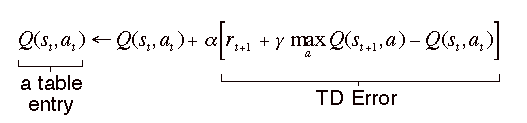 Q(s_t, a_t) ← Q(s_t, a_t) + α[r_{t+1} + γ max_a Q(s_{t+1}, a) − Q(s_t, a_t)]
a table
entry
TD Error